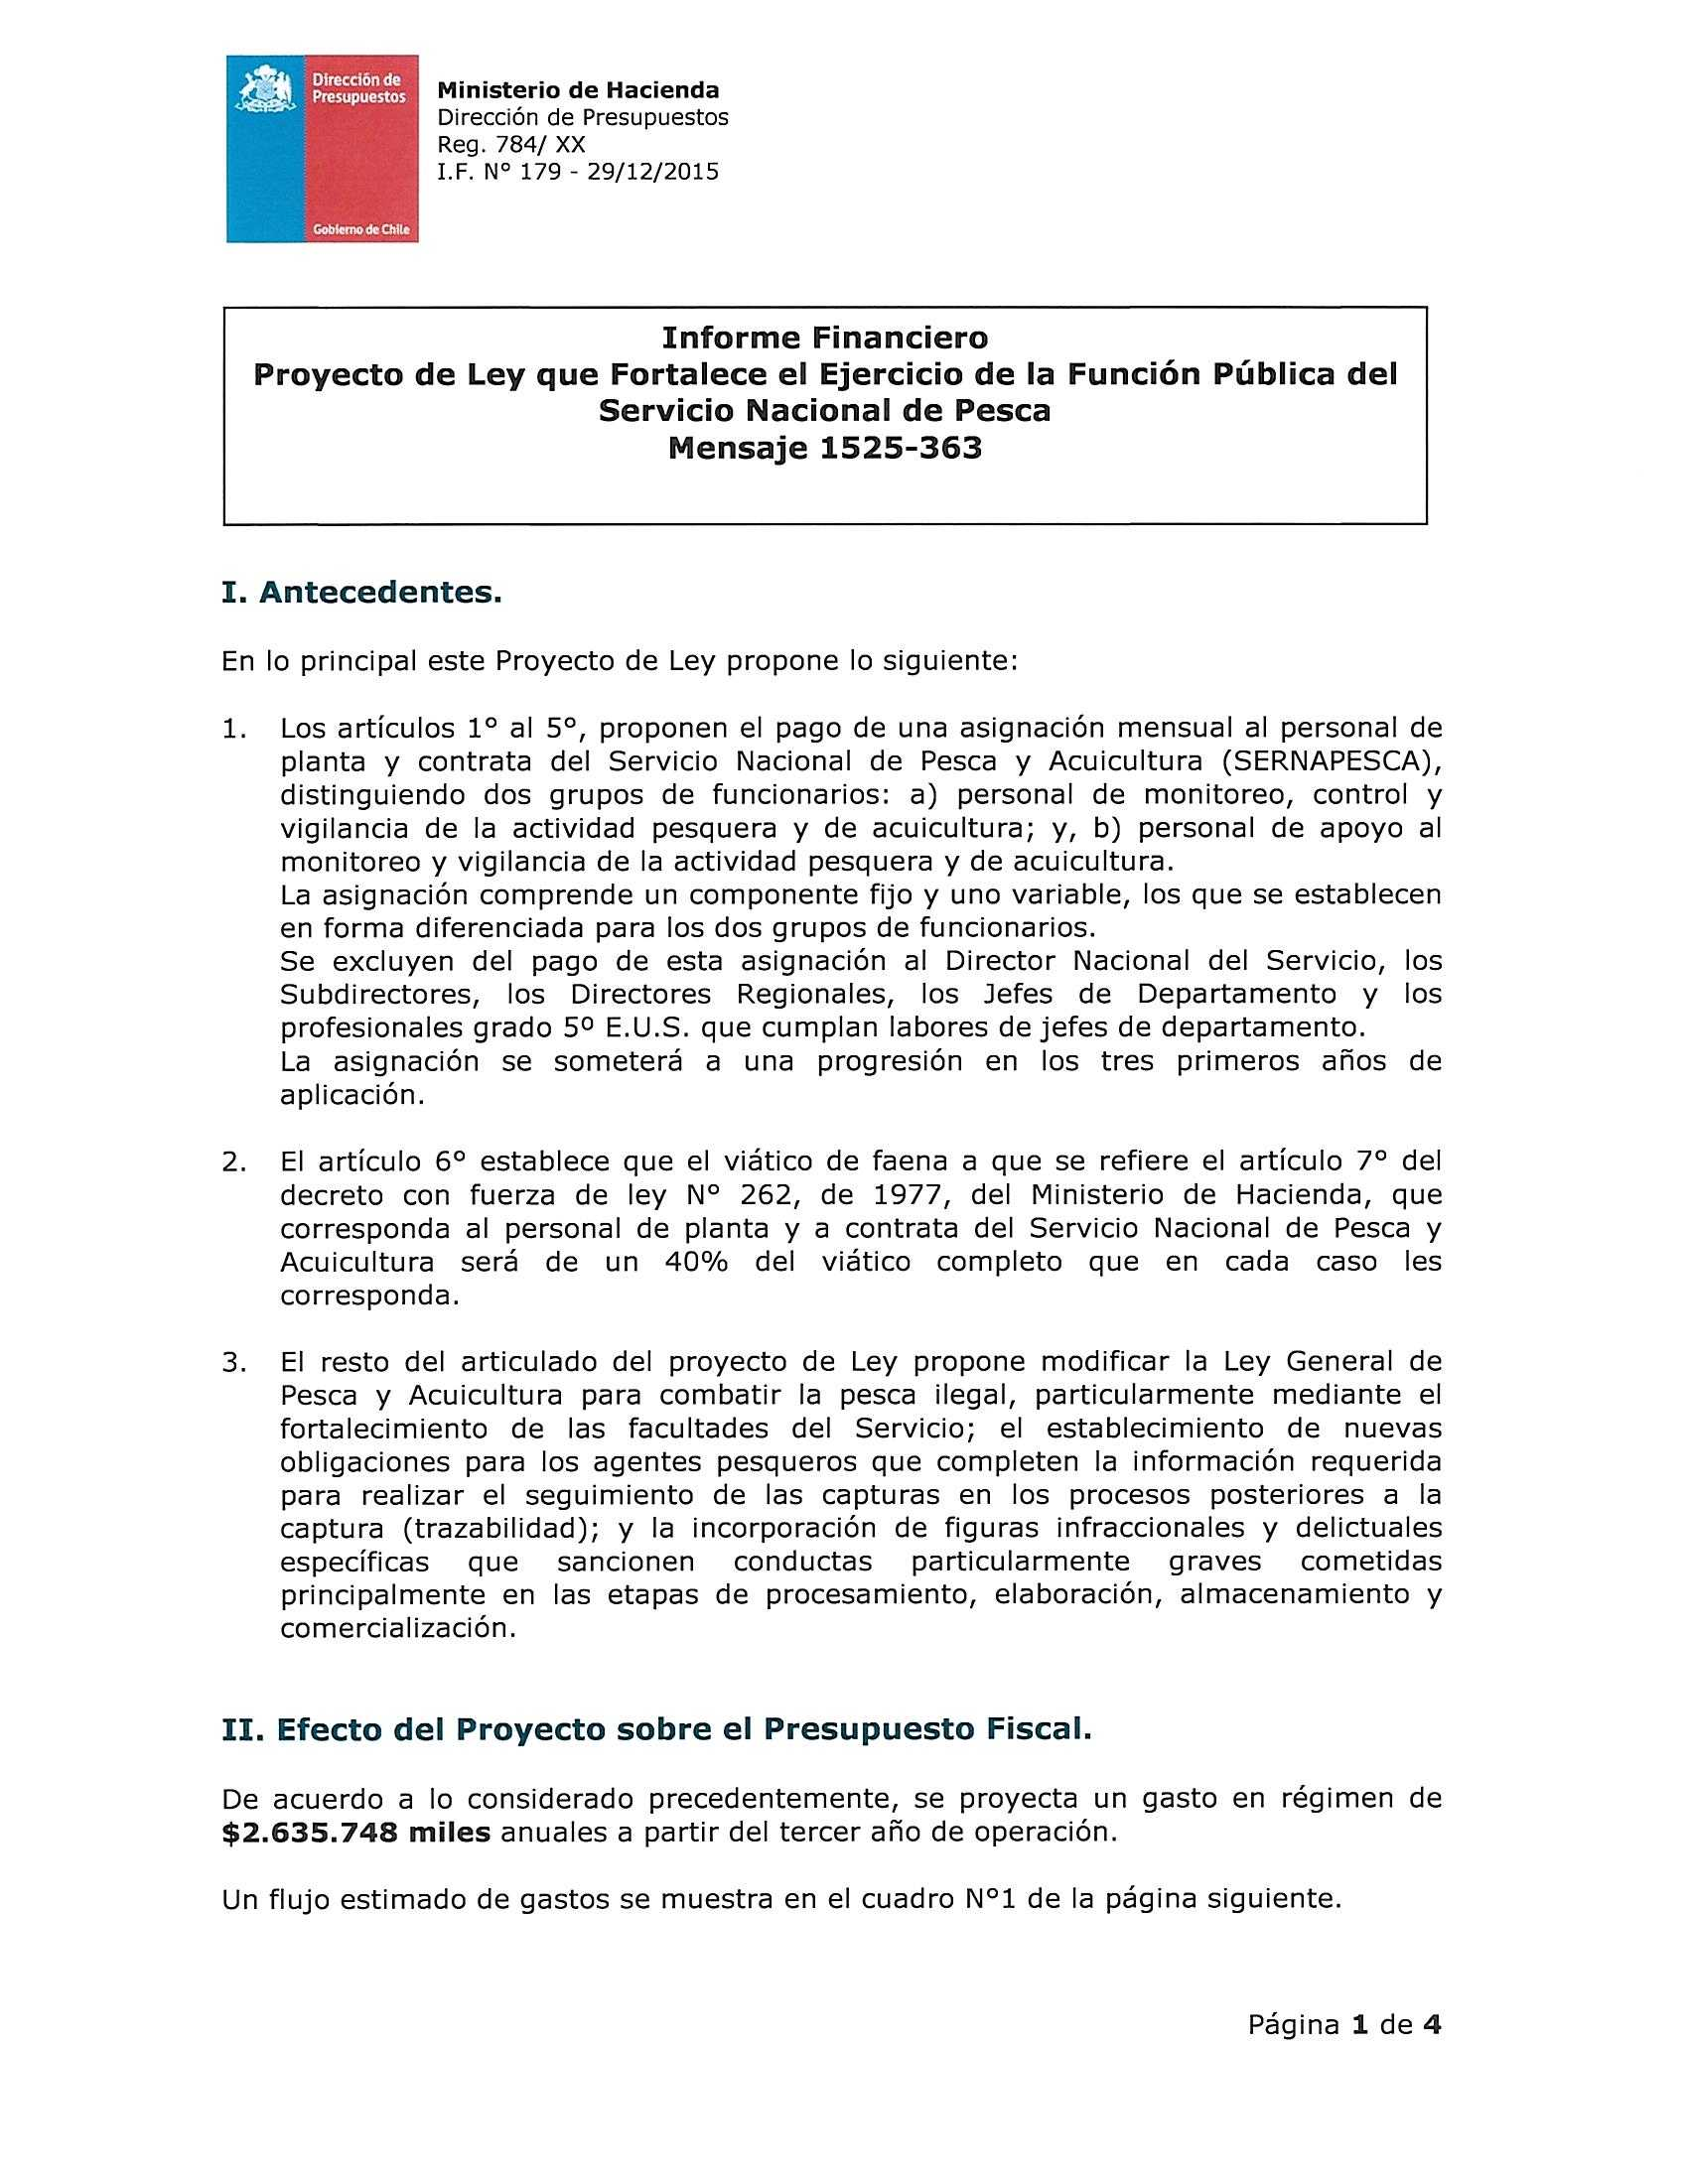 Dirección de
Presupuestos
Gobierno de Chile
Ministerio de Hacienda
Dirección de Presupuestos
Reg. 784/ XX
I.F. Nº 179 - 29/12/2015
Informe Financiero
Proyecto de Ley que Fortalece el Ejercicio de la Función Pública del
Servicio Nacional de Pesca
Mensaje 1525-363
I. Antecedentes.
En lo principal este Proyecto de Ley propone lo siguiente:
1. Los artículos 1º al 5º, proponen el pago de una asignación mensual al personal de
planta y contrata del Servicio Nacional de Pesca y Acuicultura (SERNAPESCA),
distinguiendo dos grupos de funcionarios: a) personal de monitoreo, control y
vigilancia de la actividad pesquera y de acuicultura; y, b) personal de apoyo al
monitoreo y vigilancia de la actividad pesquera y de acuicultura.
La asignación comprende un componente fijo y uno variable, los que se establecen
en forma diferenciada para los dos grupos de funcionarios.
Se excluyen del pago de esta asignación al Director Nacional del Servicio, los
Subdirectores, los Directores Regionales, los Jefes de Departamento y los
profesionales grado 5º E.U.S. que cumplan labores de jefes de departamento.
La asignación se someterá a una progresión en los tres primeros años de
aplicación.
2. El artículo 6º establece que el viático de faena a que se refiere el artículo 7º del
decreto con fuerza de ley Nº 262, de 1977, del Ministerio de Hacienda, que
corresponda al personal de planta y a contrata del Servicio Nacional de Pesca y
Acuicultura será de un 40% del viático completo que en cada caso les
corresponda.
3. El resto del articulado del proyecto de Ley propone modificar la Ley General de
Pesca y Acuicultura para combatir la pesca ilegal, particularmente mediante el
fortalecimiento de las facultades del Servicio; el establecimiento de nuevas
obligaciones para los agentes pesqueros que completen la información requerida
para realizar el seguimiento de las capturas en los procesos posteriores a la
captura (trazabilidad); y la incorporación de figuras infraccionales y delictuales
específicas que sancionen conductas particularmente graves cometidas
principalmente en las etapas de procesamiento, elaboración, almacenamiento y
comercialización.
II. Efecto del Proyecto sobre el Presupuesto Fiscal.
De acuerdo a lo considerado precedentemente, se proyecta un gasto en régimen de
$2.635.748 miles anuales a partir del tercer año de operación.
Un flujo estimado de gastos se muestra en el cuadro Nº1 de la página siguiente.
Página 1 de 4